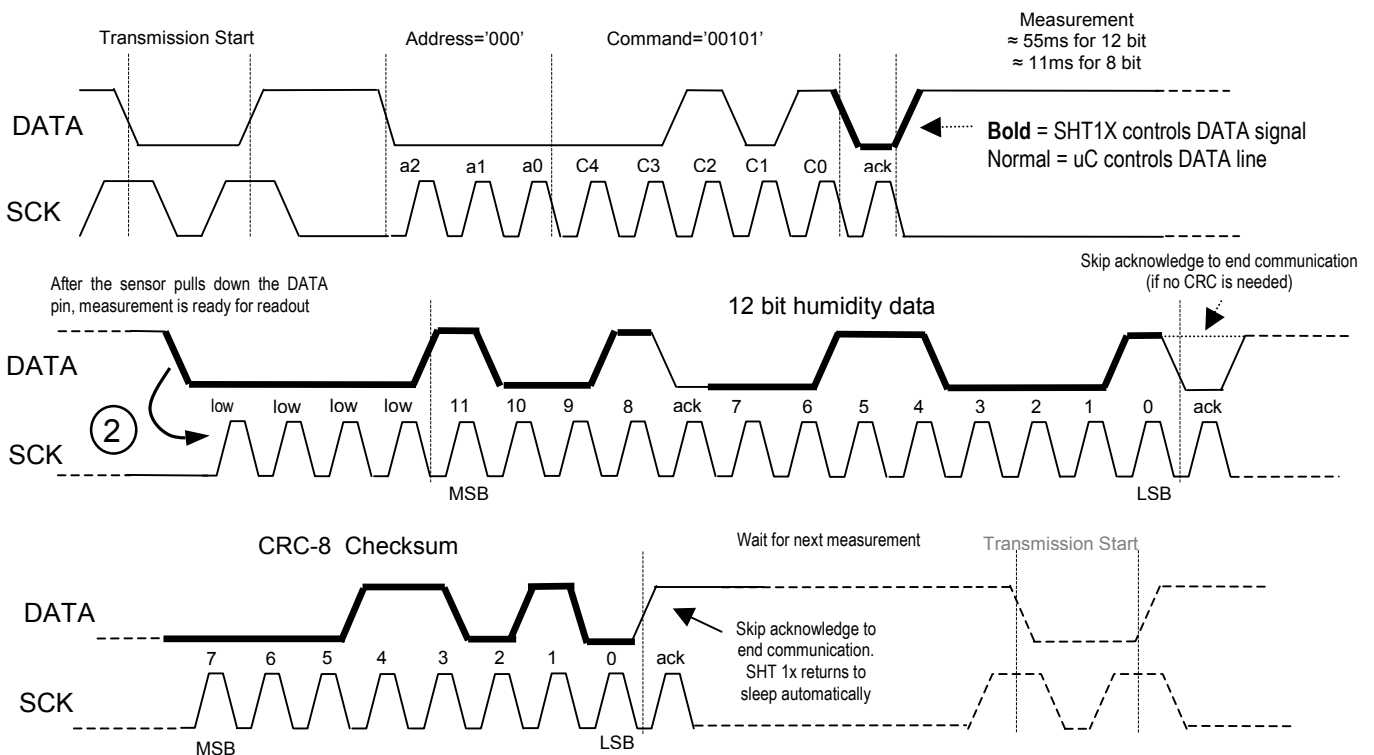 Transmission Start
Address='000'
Command='00101'
Measurement
≈ 55ms for 12 bit
≈ 11ms for 8 bit
DATA
Bold = SHT1X controls DATA signal
Normal = uC controls DATA line
a2 a1 a0 C4 C3 C2 C1 C0 ack
SCK
After the sensor pulls down the DATA
pin, measurement is ready for readout
12 bit humidity data
Skip acknowledge to end communication
(if no CRC is needed)
DATA
low low low low 11 10 9 8 ack 7 6 5 4 3 2 1 0 ack
2
SCK
MSB LSB
CRC-8 Checksum
Wait for next measurement
Transmission Start
DATA
Skip acknowledge to
end communication.
SHT 1x returns to
sleep automatically
7 6 5 4 3 2 1 0 ack
SCK
MSB LSB